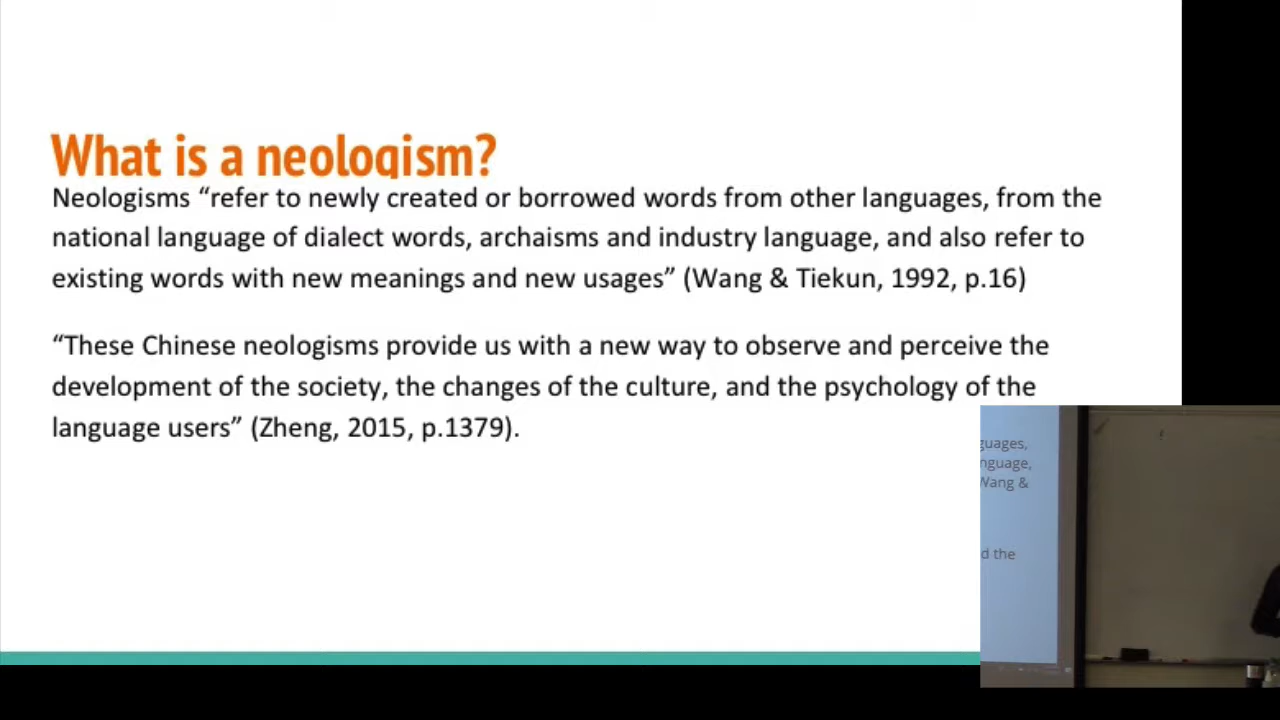 What is a neologism?
Neologisms “refer to newly created or borrowed words from other languages, from the
national language of dialect words, archaisms and industry language, and also refer to
existing words with new meanings and new usages” (Wang & Tiekun, 1992, p.16)
“These Chinese neologisms provide us with a new way to observe and perceive the
development of the society, the changes of the culture, and the psychology of the
language users” (Zheng, 2015, p.1379).
guages,
nguage,
Wang &
d the